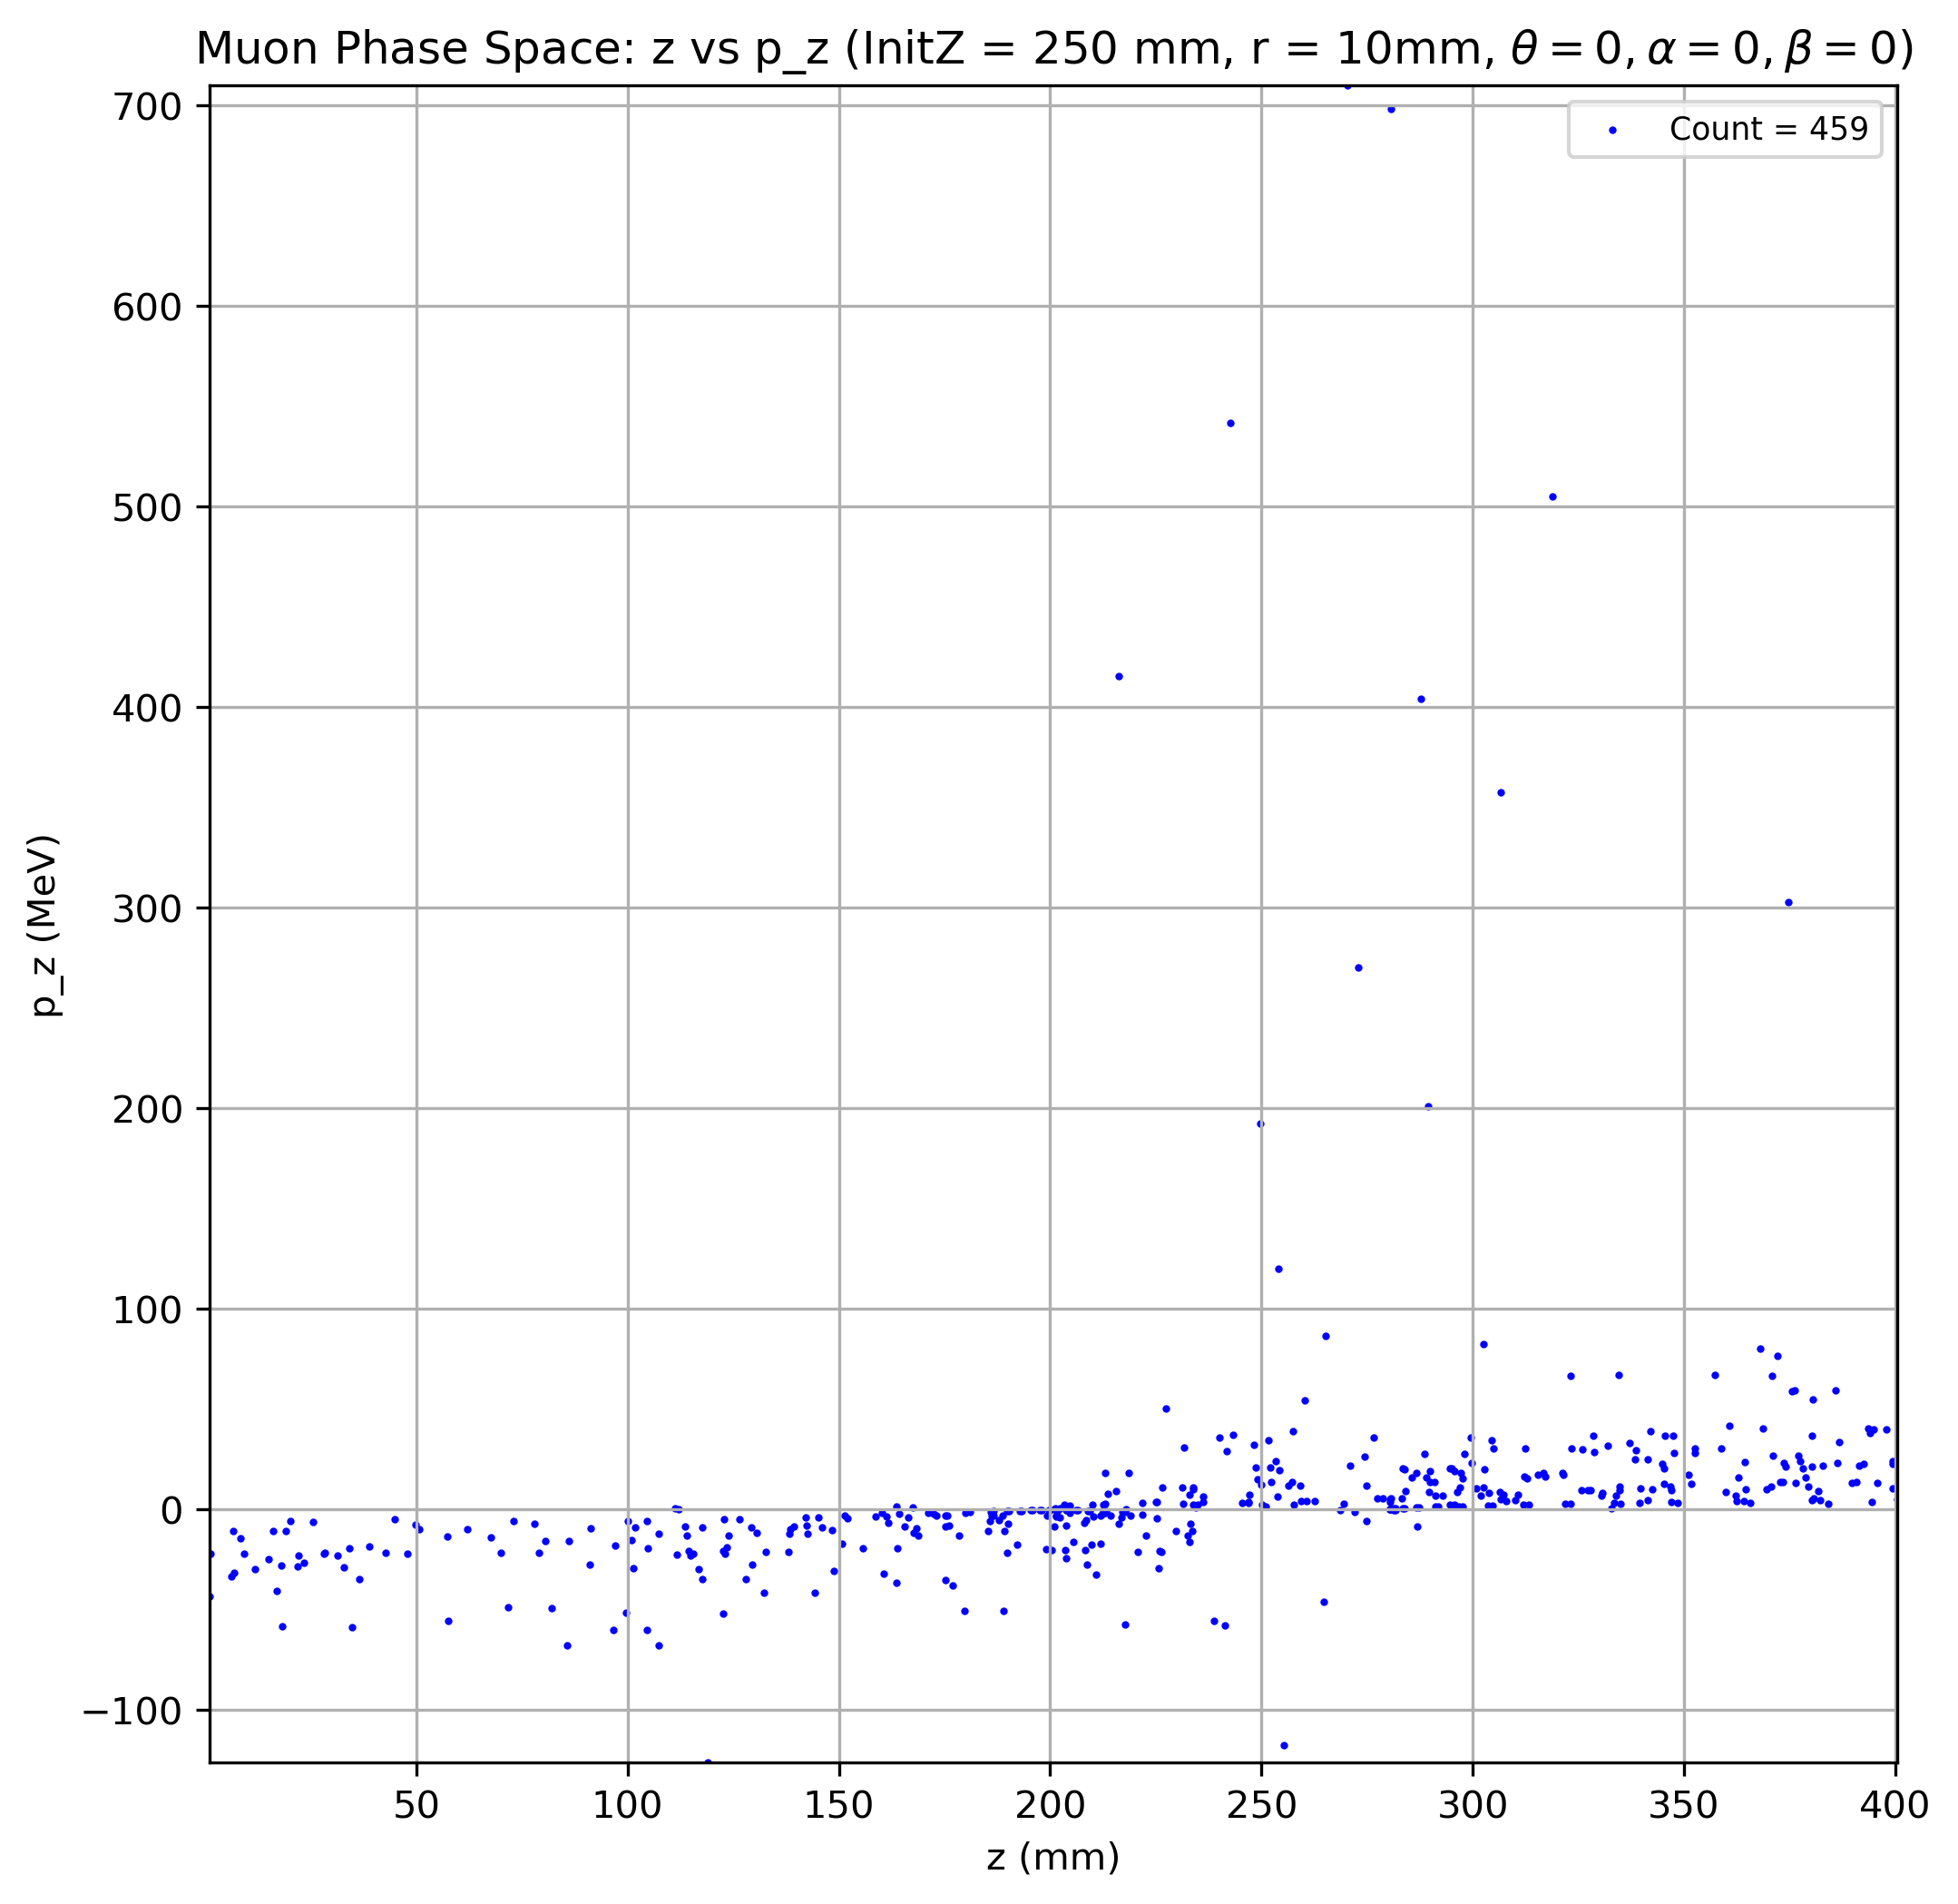 Muon Phase Space: z vs p_z (InitZ = 250 mm, r = 10mm, θ = 0, α = 0, β = 0)
Count = 459
700
600
500
400
300
200
100
0
−100
p_z (MeV)
50 100 150 200 250 300 350 400
z (mm)